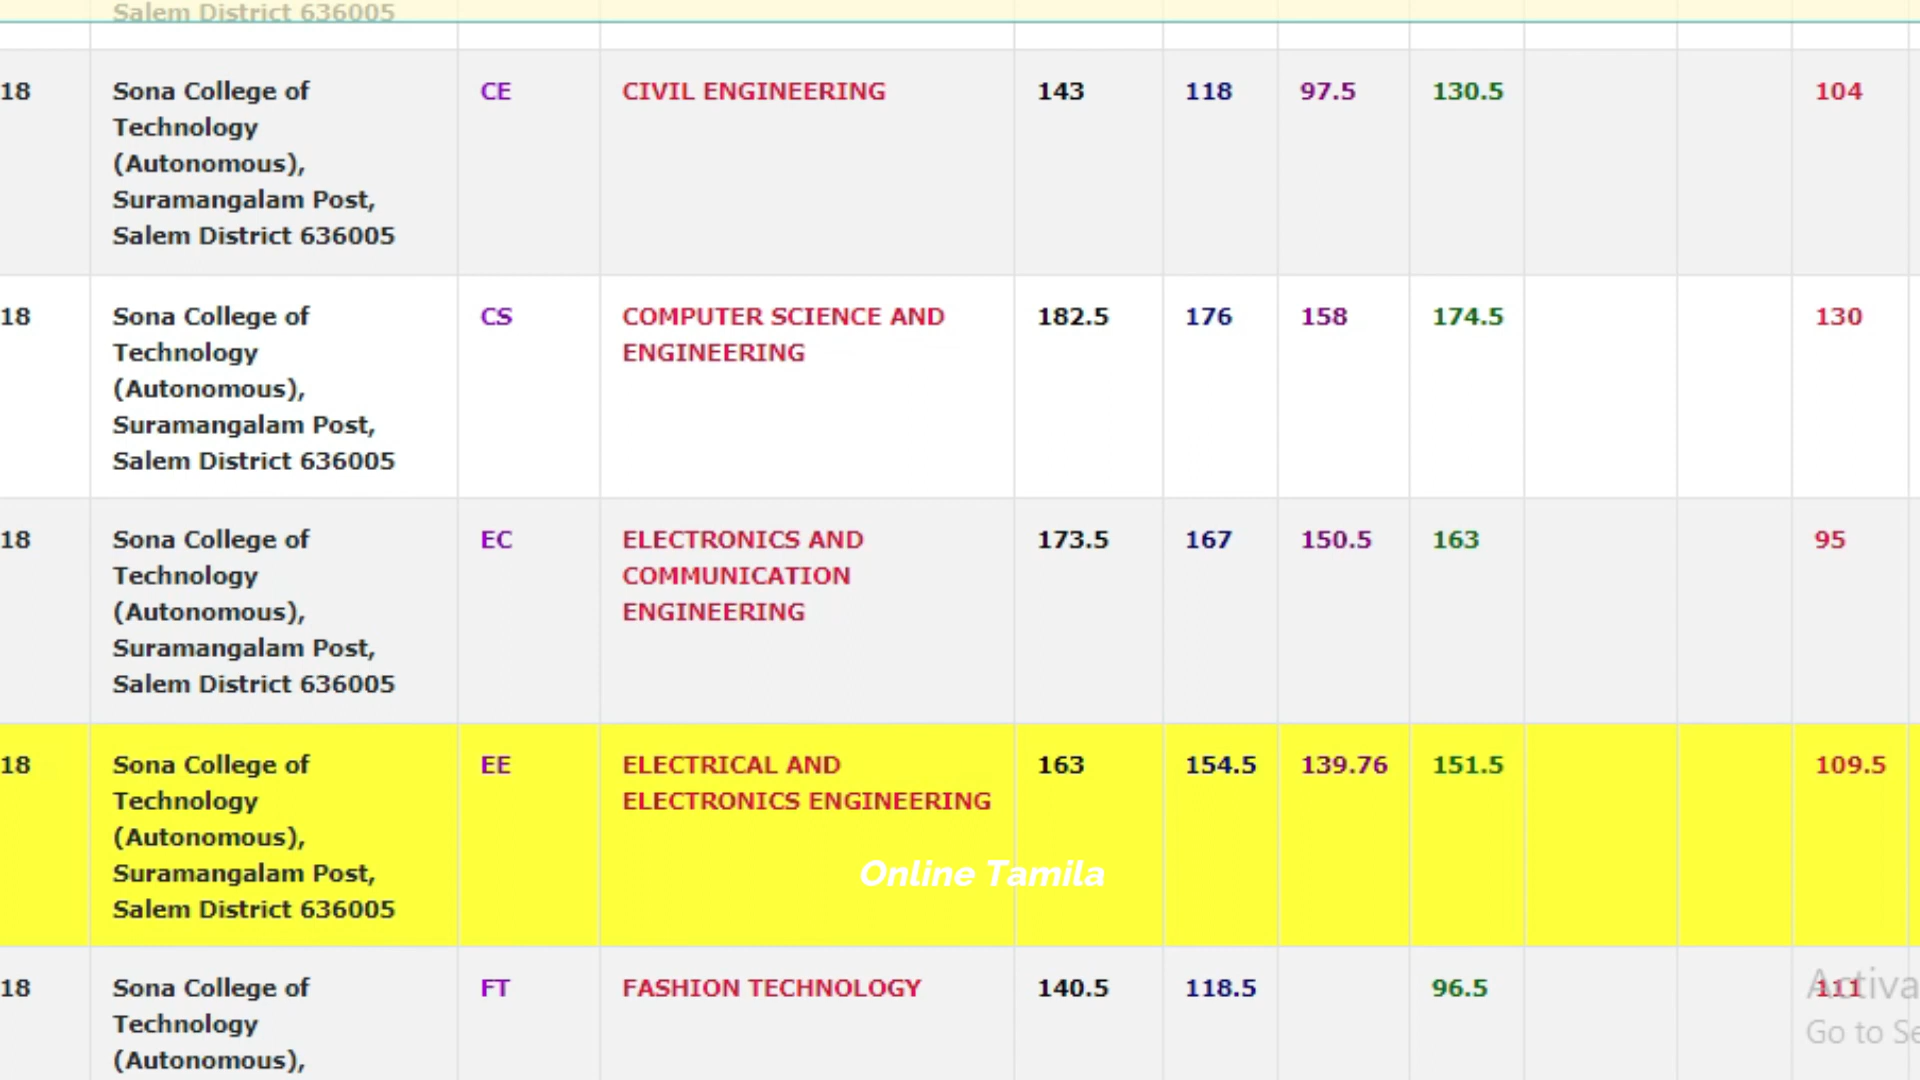 Salem District 636005
18 Sona College of CE CIVIL ENGINEERING 143 118 97.5 130.5 104
Technology
(Autonomous),
Suramangalam Post,
Salem District 636005
18 Sona College of CS COMPUTER SCIENCE AND 182.5 176 158 174.5 130
Technology ENGINEERING
(Autonomous),
Suramangalam Post,
Salem District 636005
18 Sona College of EC ELECTRONICS AND 173.5 167 150.5 163 95
Technology COMMUNICATION
(Autonomous), ENGINEERING
Suramangalam Post,
Salem District 636005
18 Sona College of EE ELECTRICAL AND 163 154.5 139.76 151.5 109.5
Technology ELECTRONICS ENGINEERING
(Autonomous),
Suramangalam Post,
Online Tamila
Salem District 636005
18 Sona College of FT FASHION TECHNOLOGY 140.5 118.5 96.5 111
Technology
(Autonomous),
Activa
Go to Se